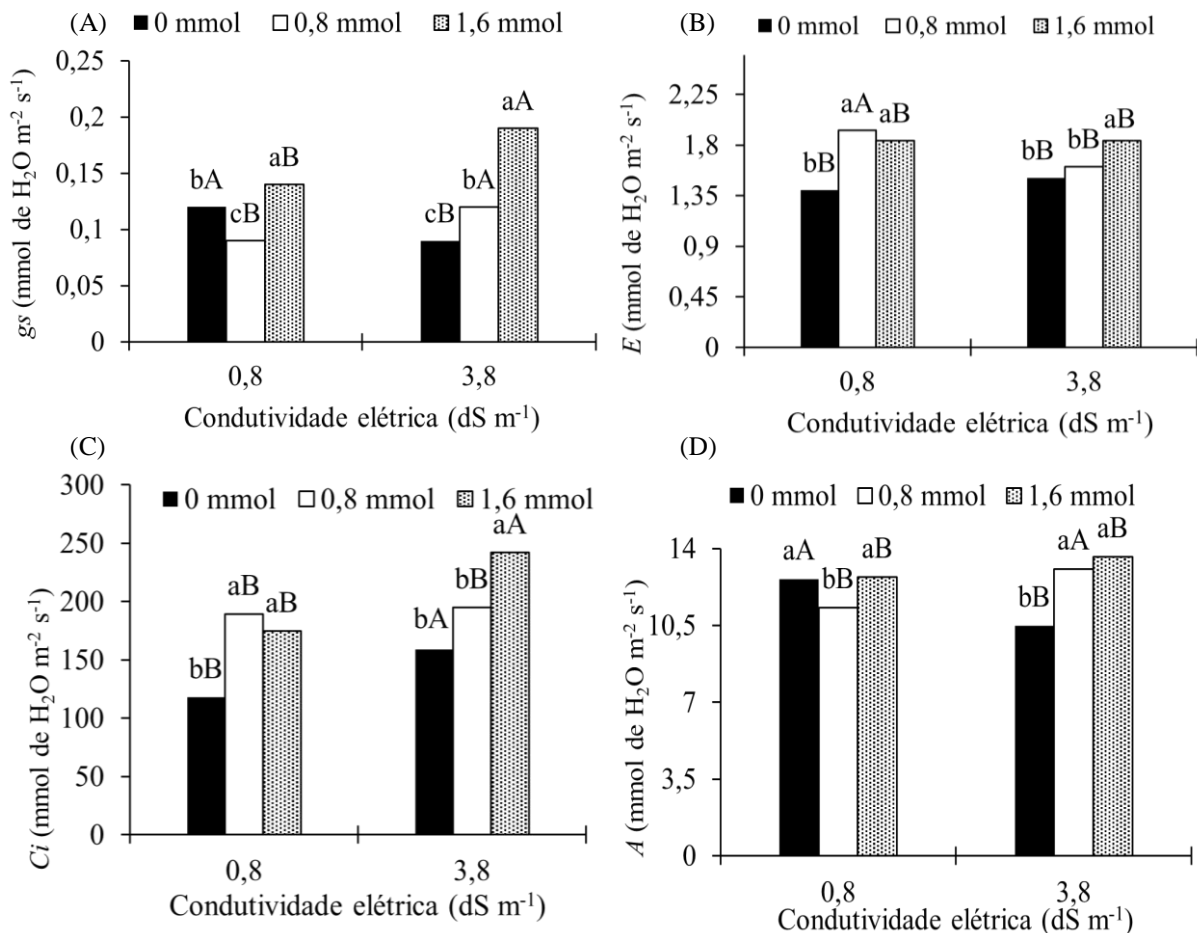 (A)
■ 0 mmol □ 0,8 mmol ▩ 1,6 mmol
gs (mmol de H₂O m⁻² s⁻¹)
0,25
0,2
0,15
0,1
0,05
0
bA
cB
aB
cB
bA
aA
0,8
3,8
Condutividade elétrica (dS m⁻¹)
(B)
■ 0 mmol □ 0,8 mmol ▩ 1,6 mmol
E (mmol de H₂O m⁻² s⁻¹)
2,25
1,8
1,35
0,9
0,45
0
bB
aA
aB
bB
bB
aB
0,8
3,8
Condutividade elétrica (dS m⁻¹)
(C)
■ 0 mmol □ 0,8 mmol ▩ 1,6 mmol
Ci (mmol de H₂O m⁻² s⁻¹)
300
250
200
150
100
50
0
bB
aB
aB
bA
bB
aA
0,8
3,8
Condutividade elétrica (dS m⁻¹)
(D)
■ 0 mmol □ 0,8 mmol ▩ 1,6 mmol
A (mmol de H₂O m⁻² s⁻¹)
14
10,5
7
3,5
0
aA
bB
aB
bB
aA
aB
0,8
3,8
Condutividade elétrica (dS m⁻¹)